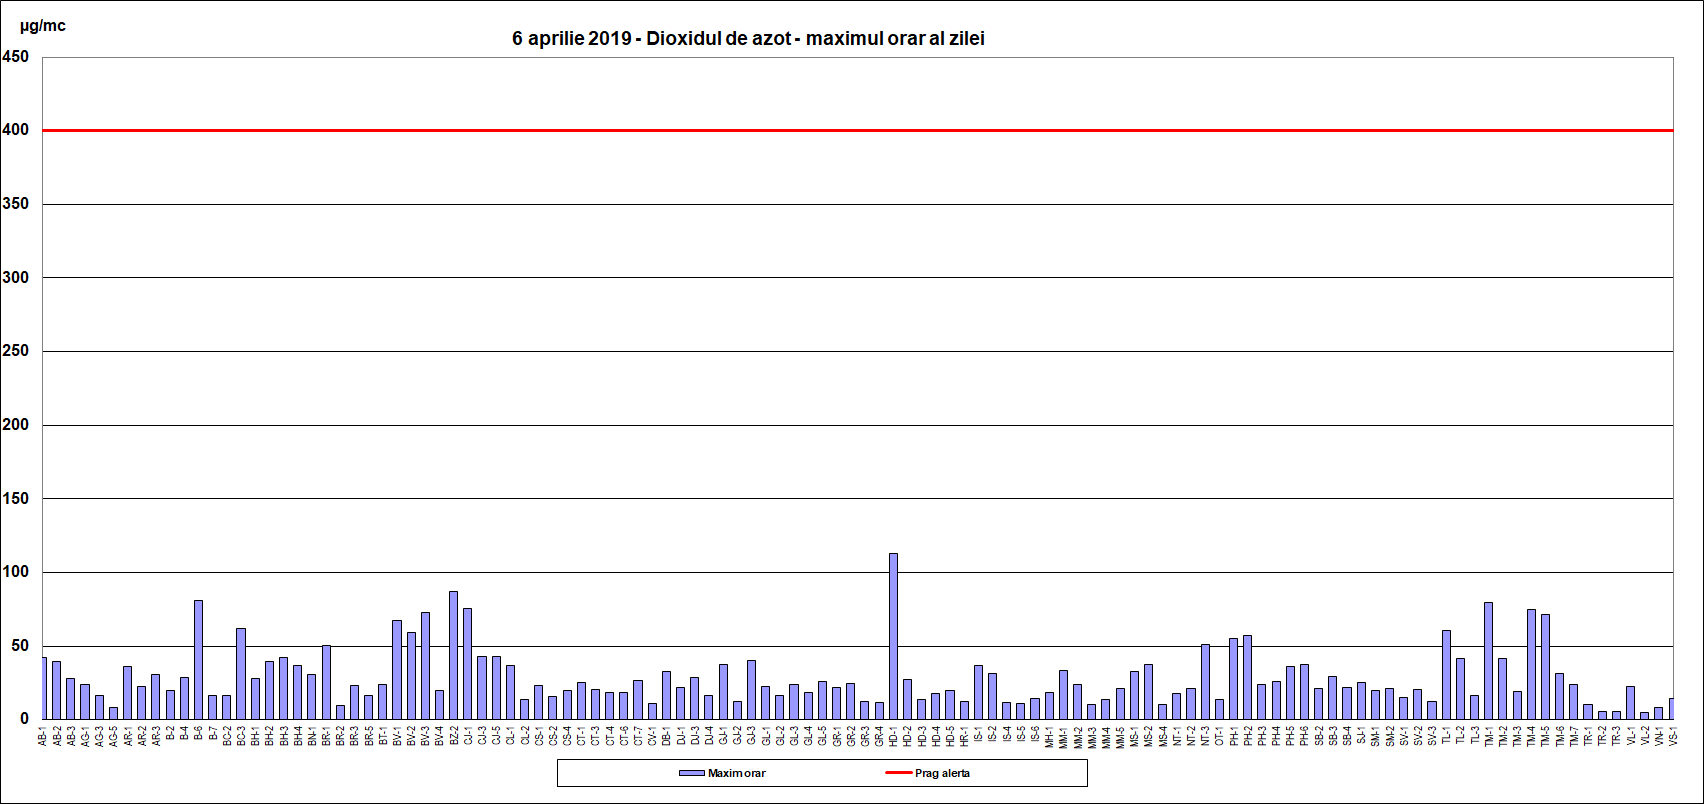 µg/mc
6 aprilie 2019 - Dioxidul de azot - maximul orar al zilei
450
400
350
300
250
200
150
100
50
0
AB-1 AB-2 AB-3 AG-1 AG-3 AG-5 AR-1 AR-2 AR-3 B-2 B-4 B-6 B-7 BC-2 BC-3 BH-1 BH-2 BH-3 BH-4 BN-1 BR-1 BR-2 BR-3 BR-5 BT-1 BV-1 BV-2 BV-3 BV-4 BZ-2 CJ-1 CJ-3 CJ-5 CL-1 CL-2 CS-1 CS-2 CS-4 CT-1 CT-3 CT-4 CT-6 CT-7 CV-1 DB-1 DJ-1 DJ-3 DJ-4 GJ-1 GJ-2 GJ-3 GL-1 GL-2 GL-3 GL-4 GL-5 GR-1 GR-2 GR-3 GR-4 HD-1 HD-2 HD-3 HD-4 HD-5 HR-1 IS-1 IS-2 IS-4 IS-5 IS-6 MH-1 MM-1 MM-2 MM-3 MM-4 MM-5 MS-1 MS-2 MS-4 NT-1 NT-2 NT-3 OT-1 PH-1 PH-2 PH-3 PH-4 PH-5 PH-6 SB-2 SB-3 SB-4 SJ-1 SM-1 SM-2 SV-1 SV-2 SV-3 TL-1 TL-2 TL-3 TM-1 TM-2 TM-3 TM-4 TM-5 TM-6 TM-7 TR-1 TR-2 TR-3 VL-1 VL-2 VN-1 VS-1
Maxim orar
Prag alerta